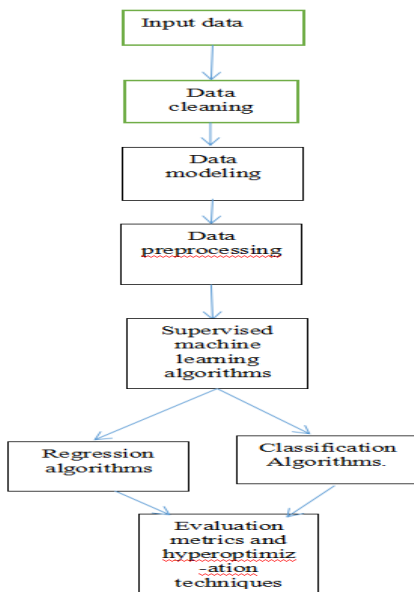 Input data
Data
cleaning
Data
modeling
Data
preprocessing
Supervised
machine
learning
algorithms
Regression
algorithms
Classification
Algorithms.
Evaluation
metrics and
hyperoptimiz
-ation
techniques